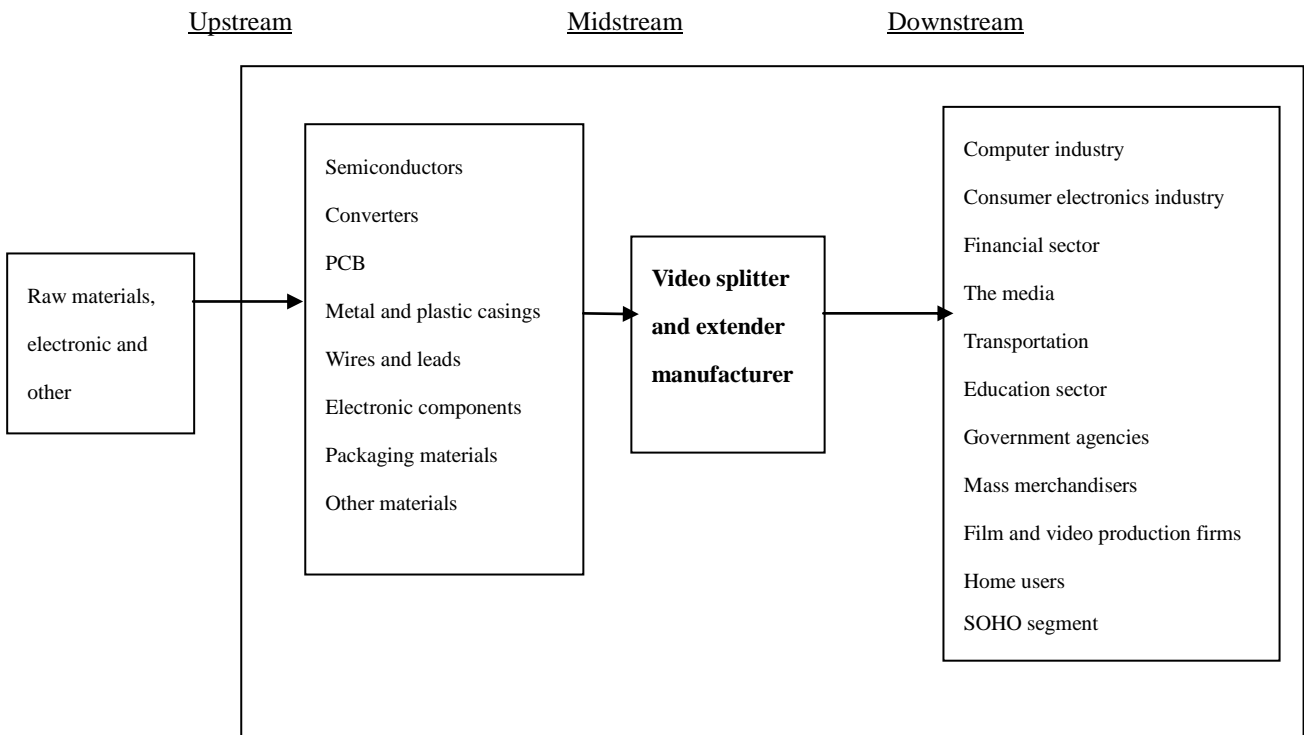 Upstream Midstream Downstream
Raw materials,
electronic and
other
Semiconductors
Converters
PCB
Metal and plastic casings
Wires and leads
Electronic components
Packaging materials
Other materials
Video splitter
and extender
manufacturer
Computer industry
Consumer electronics industry
Financial sector
The media
Transportation
Education sector
Government agencies
Mass merchandisers
Film and video production firms
Home users
SOHO segment